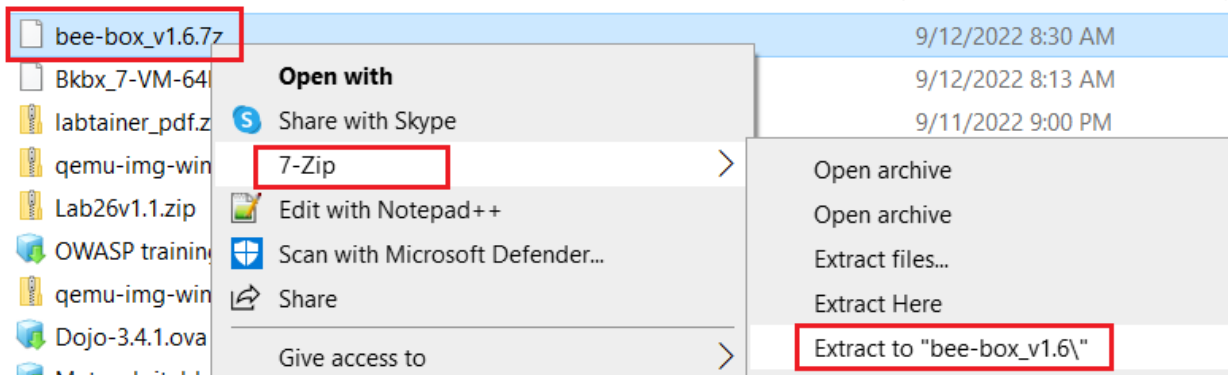 bee-box_v1.6.7z 9/12/2022 8:30 AM
Open with
Bkbx_7-VM-64 9/12/2022 8:13 AM
labtainer_pdf.z Share with Skype 9/11/2022 9:00 PM
qemu-img-win 7-Zip
Open archive
Lab26v1.1.zip Edit with Notepad++
Open archive
OWASP training Scan with Microsoft Defender...
Extract files...
qemu-img-win Share
Extract Here
Dojo-3.4.1.ova
Extract to "bee-box_v1.6\"
Give access to